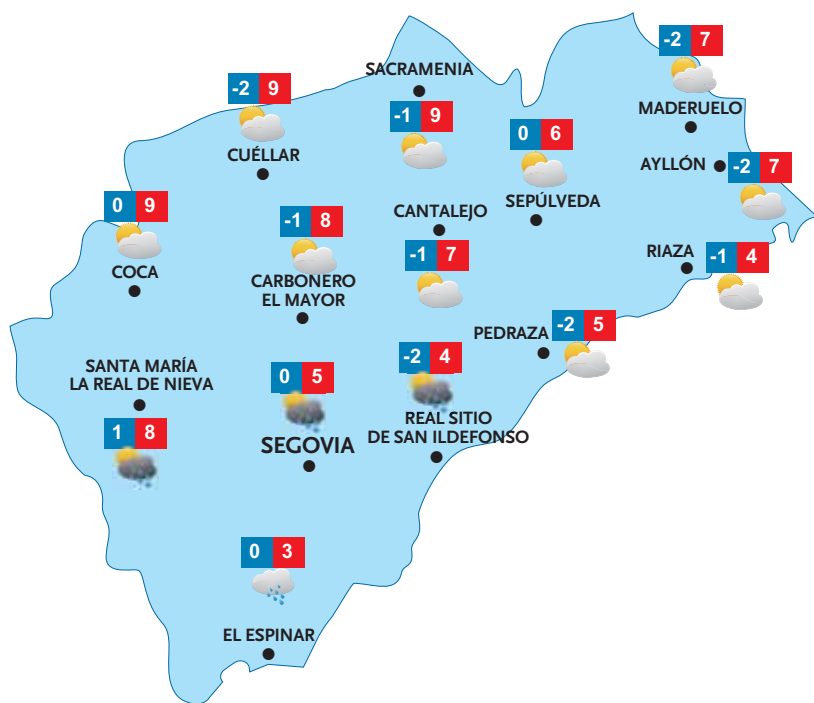 -2 7
MADERUELO
SACRAMENIA
-1 9
-2 9
CUÉLLAR
0 6
SEPÚLVEDA
AYLLÓN
-2 7
0 9
COCA
-1 8
CARBONERO
EL MAYOR
CANTALEJO
-1 7
RIAZA
-1 4
PEDRAZA
-2 5
SANTA MARÍA
LA REAL DE NIEVA
1 8
0 5
SEGOVIA
-2 4
REAL SITIO
DE SAN ILDEFONSO
0 3
EL ESPINAR